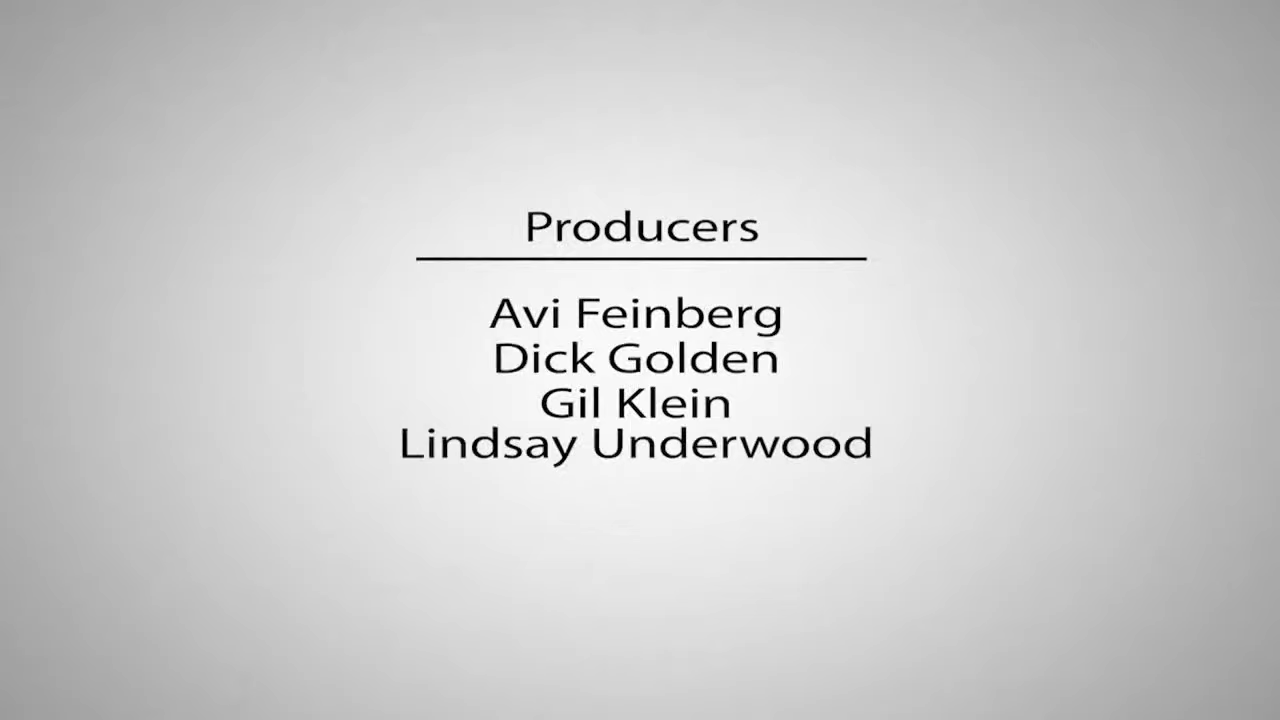 Producers
Avi Feinberg
Dick Golden
Gil Klein
Lindsay Underwood